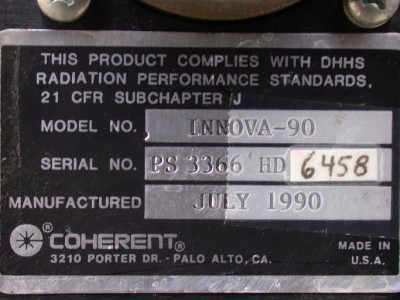 THIS PRODUCT COMPLIES WITH DHHS
RADIATION PERFORMANCE STANDARDS,
21 CFR SUBCHAPTER J
MODEL NO. INNOVA-90
SERIAL NO. PS 3366 HD 6458
MANUFACTURED JULY 1990
® COHERENT®
3210 PORTER DR. - PALO ALTO, CA.
MADE IN
U.S.A.